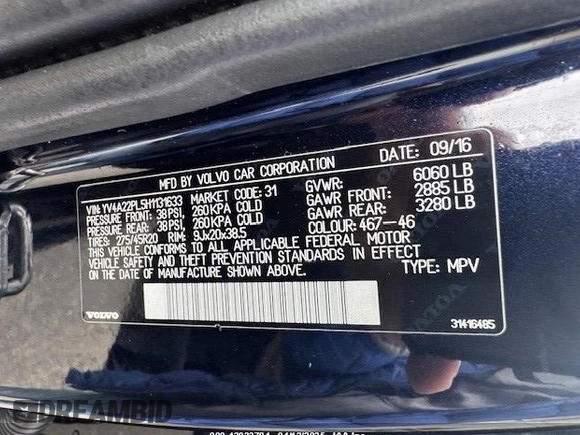 MFD BY VOLVO CAR CORPORATION DATE: 09/16
VIN: YV4A22PL5H1131633 MARKET CODE: 31 GVWR: 6060 LB
PRESSURE FRONT: 38PSI, 260KPA COLD GAWR FRONT: 2885 LB
PRESSURE REAR: 38PSI, 260KPA COLD GAWR REAR: 3280 LB
TIRES: 275/45R20 RIM: 9Jx20x38.5 COLOUR: 467-46
THIS VEHICLE CONFORMS TO ALL APPLICABLE FEDERAL MOTOR
VEHICLE SAFETY AND THEFT PREVENTION STANDARDS IN EFFECT
ON THE DATE OF MANUFACTURE SHOWN ABOVE. TYPE: MPV
VOLVO 31416485
DREAMBID